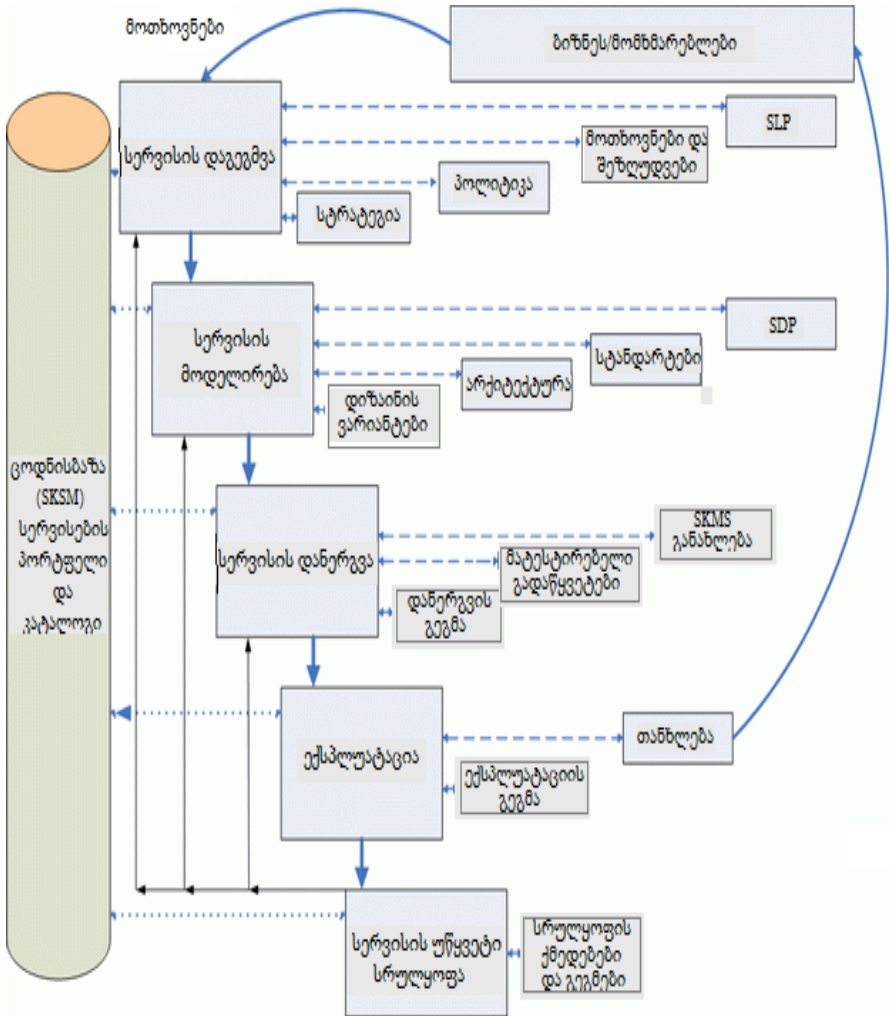 მოთხოვნები
ბიზნეს/მომხმარებლები
სერვისის დაგეგმვა
SLP
მოთხოვნები და
შეზღუდვები
პოლიტიკა
სტრატეგია
სერვისის
მოდელირება
SDP
სტანდარტები
არქიტექტურა
დიზაინის
ვარიანტები
ცოდნისბაზა
(SKSM)
სერვისების
პორტფელი
და
კატალოგი
სერვისის დანერგვა
SKMS
განახლება
მატესტირებელი
გადაწყვეტები
დანერგვის
გეგმა
ექსპლუატაცია
თანხლება
ექსპლუატაციის
გეგმა
სერვისის უწყვეტი
სრულყოფა
სრულყოფის
ქმედებები
და გეგმები